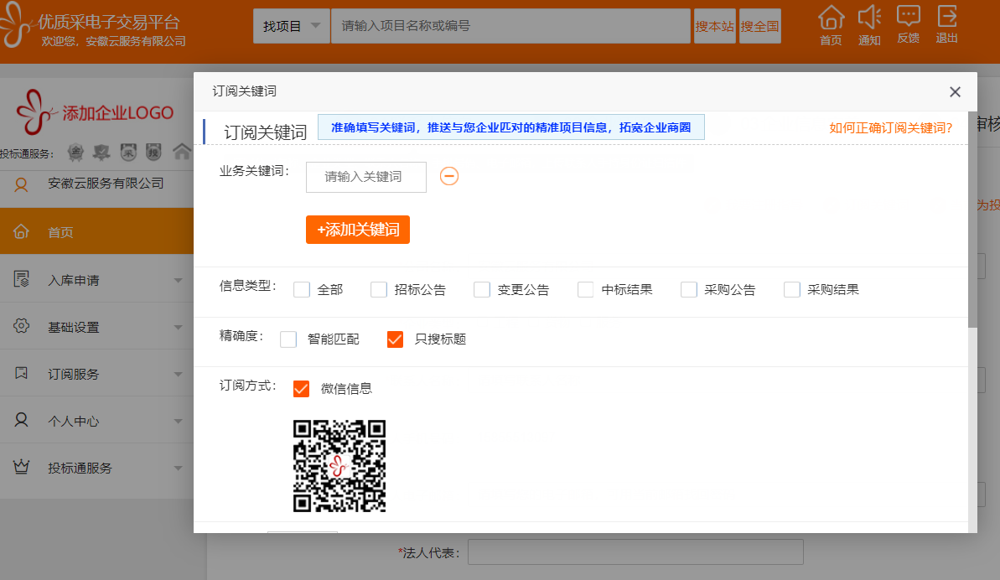 优质采电子交易平台
欢迎您，安徽云服务有限公司
找项目 请输入项目名称或编号 搜本站 搜全国
首页 通知 反馈 退出
添加企业LOGO
投标通服务：
安徽云服务有限公司
首页
入库申请
基础设置
订阅服务
个人中心
投标通服务
订阅关键词
订阅关键词 准确填写关键词，推送与您企业匹对的精准项目信息，拓宽企业商圈 如何正确订阅关键词?
业务关键词： 请输入关键词
+添加关键词
信息类型： 全部 招标公告 变更公告 中标结果 采购公告 采购结果
精确度： 智能匹配 只搜标题
订阅方式： 微信信息
审核
为投
*法人代表：